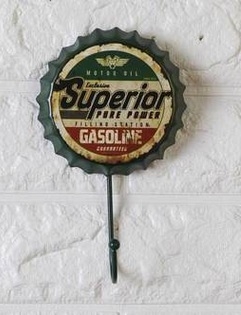 MOTOR OIL
Exclusive
Superior
PURE POWER
FILLING STATION
GASOLINE
GUARANTEED